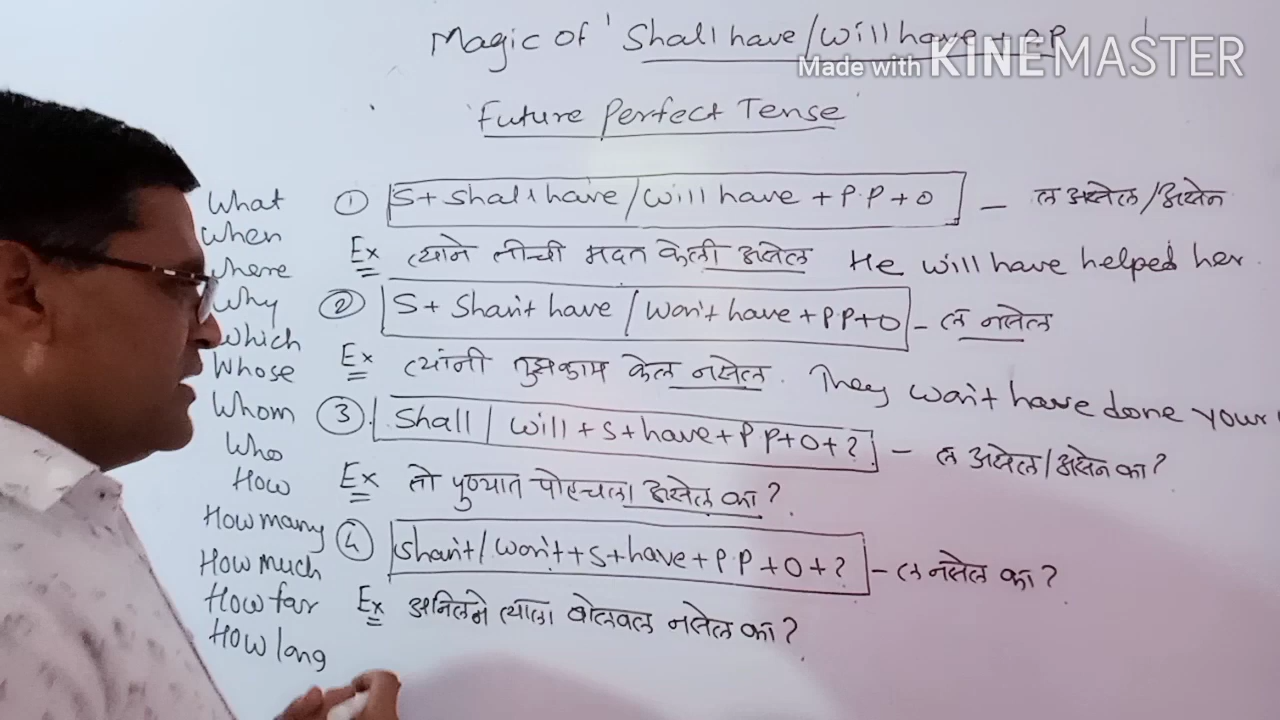 Magic of 'Shall have/will have + PP'
Made with KINEMASTER
'Future Perfect Tense'
What
When
Where
Why
Which
Whose
Whom
Who
How
How many
How much
How far
How long
① S+ Shall have/will have + P.P + O – ल असेल/असेन
Ex त्याने तीची मदत केली असेल He will have helped her.
② S+ Shan't have / Won't have + P P + O – ल नसेल
Ex त्यांनी तुझकाम केल नसेल. They won't have done your
③ Shall / will + S + have + P P + O + ? – ल असेल/असेन का?
Ex तो पुण्यात पोहचला असेल का?
④ Shan't/ Won't + S + have + P.P + O + ? – ल नसेल का?
Ex अनिलने त्याला बोलवल नसेल का?